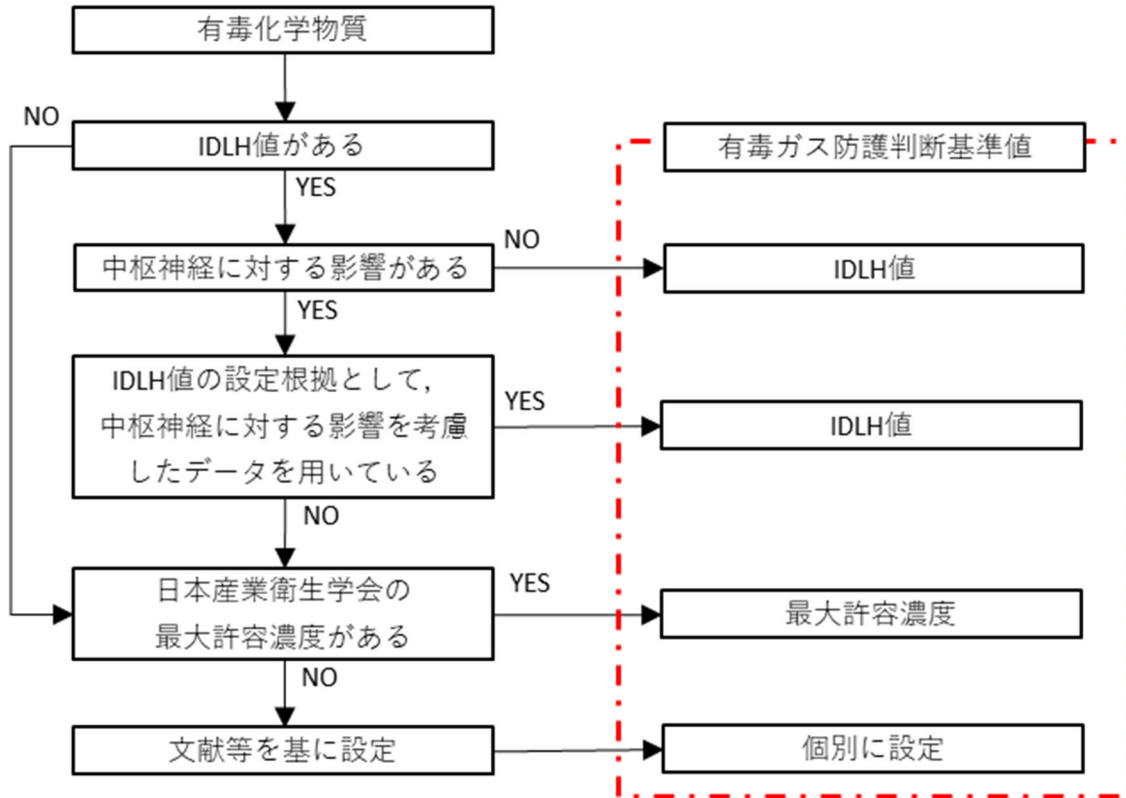 有毒化学物質
NO
IDLH値がある
有毒ガス防護判断基準値
YES
NO
中枢神経に対する影響がある
IDLH値
YES
IDLH値の設定根拠として,
中枢神経に対する影響を考慮
したデータを用いている
YES
IDLH値
NO
日本産業衛生学会の
最大許容濃度がある
YES
最大許容濃度
NO
文献等を基に設定
個別に設定